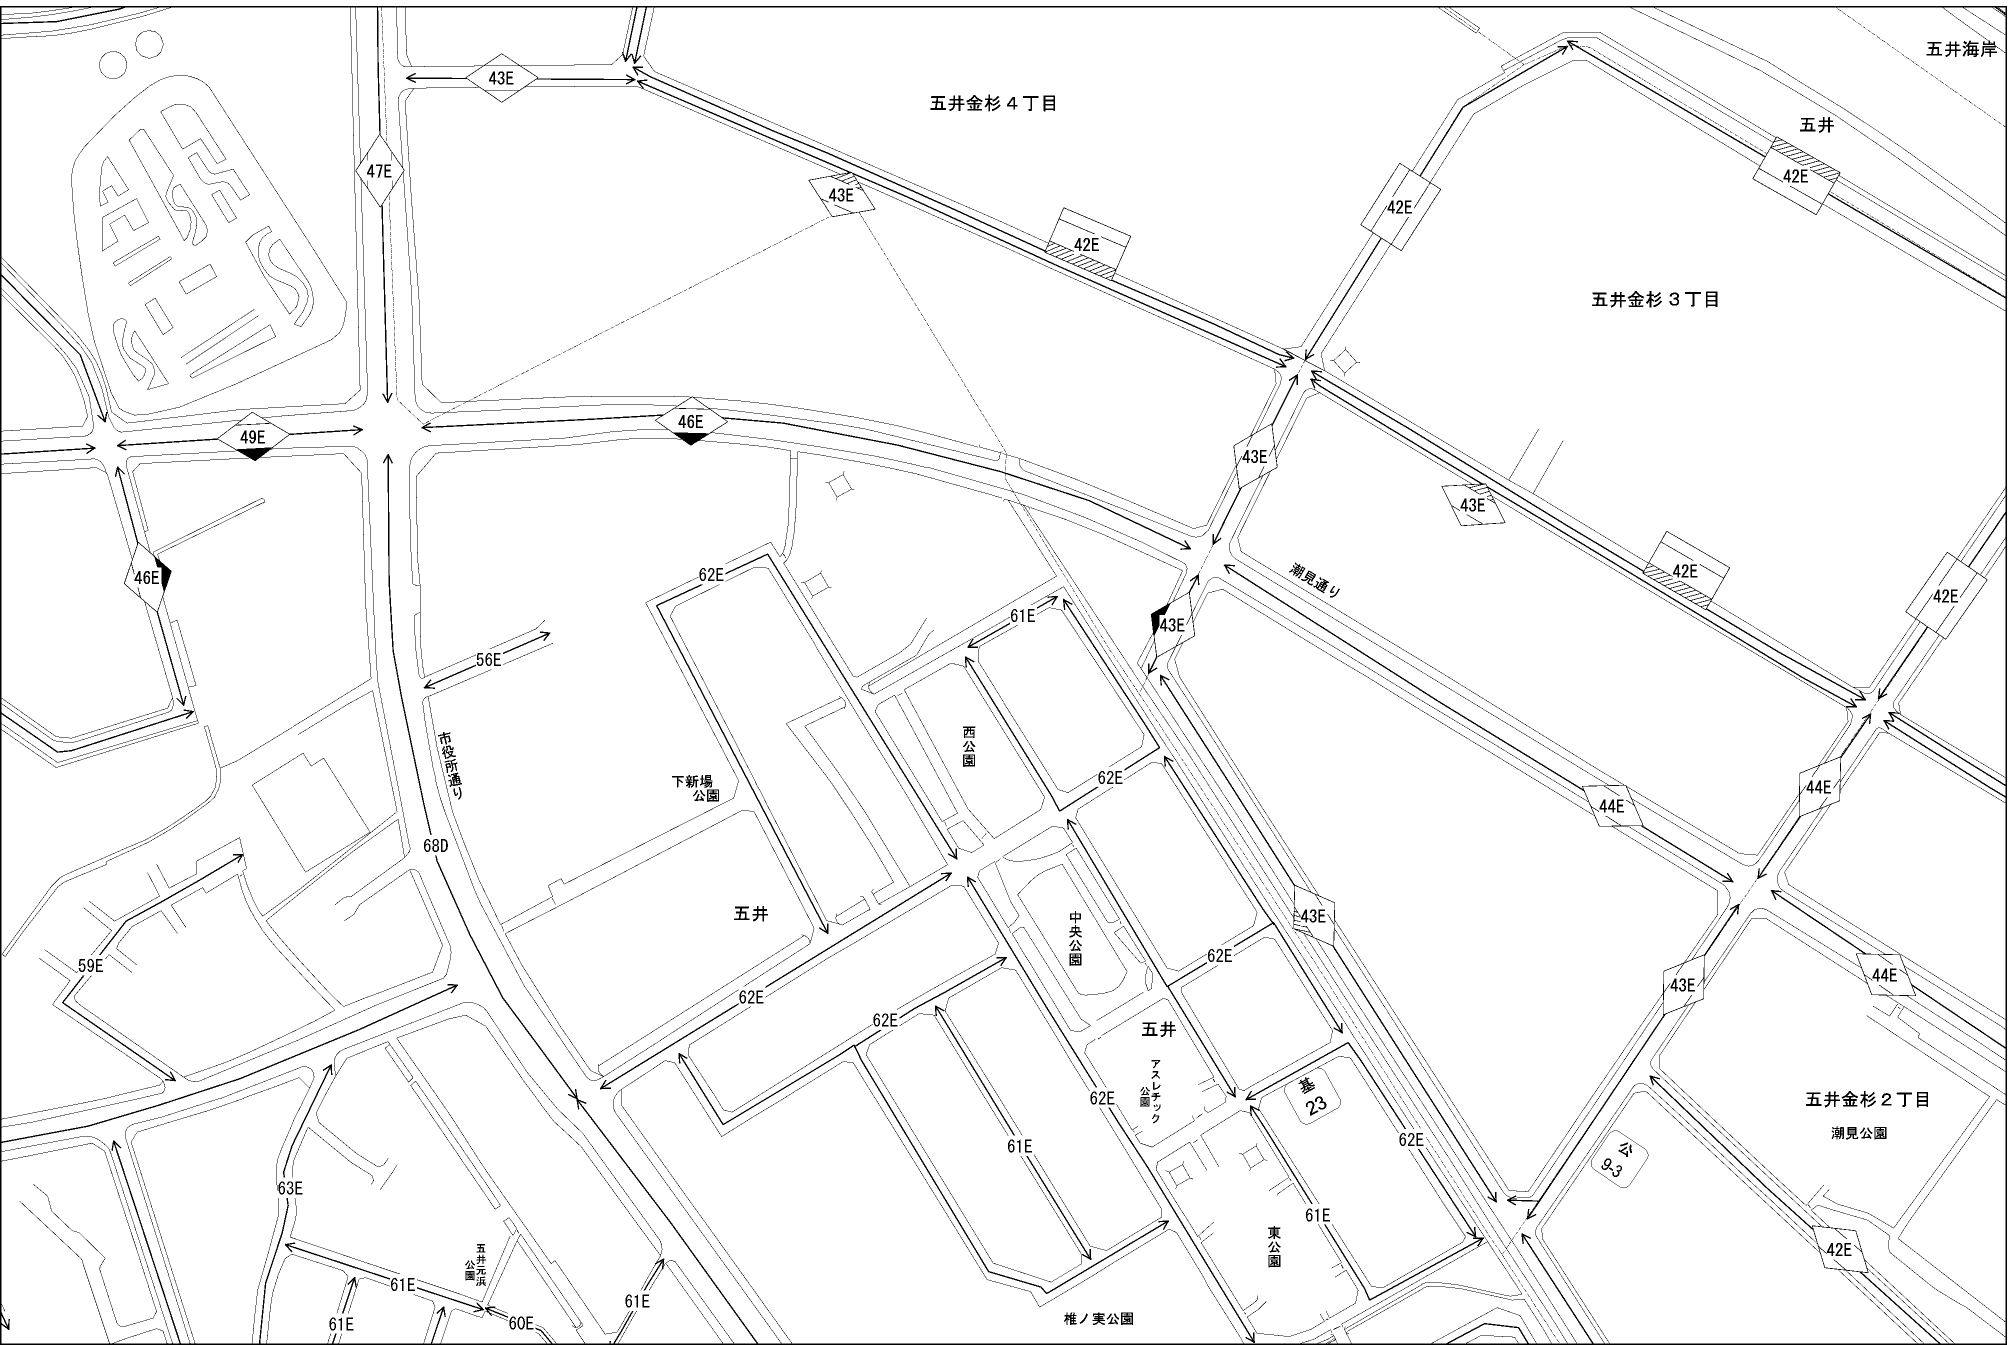 五井海岸
43E
五井金杉4丁目
五井
47E
42E
43E
42E
42E
五井金杉3丁目
46E
49E
43E
43E
46E
62E
潮見通り
42E
42E
61E
43E
56E
市役所通り
西公園
下新場
公園
62E
44E
44E
68D
五井
中央公園
43E
59E
62E
44E
43E
62E
62E
五井
アスレチック
公園
基
23
62E
五井金杉2丁目
潮見公園
62E
61E
公
9-3
63E
61E
東公園
42E
五井元浜
公園
61E
61E
61E
60E
椎ノ実公園